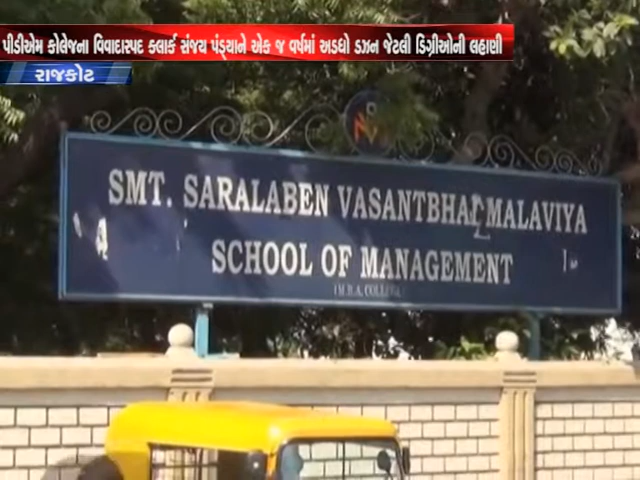 પીડીએમ કોલેજના વિવાદાસ્પદ ક્લાર્ક સંજય પંડ્યાને એક જ વર્ષમાં અડધો ડઝન જેટલી ડિગ્રીઓની લહાણી
રાજકોટ
SMT. SARALABEN VASANTBHAI MALAVIYA
SCHOOL OF MANAGEMENT
(M.B.A. COLLEGE)